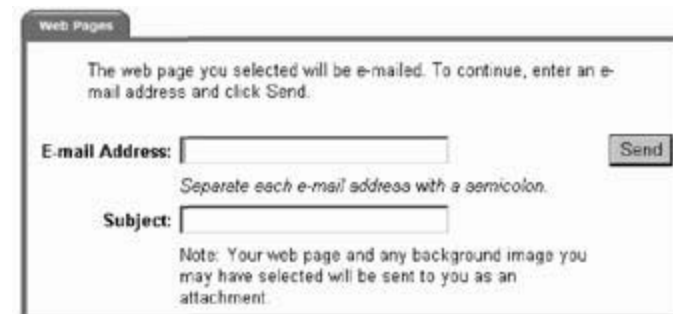 Web Pages
The web page you selected will be e-mailed. To continue, enter an e-
mail address and click Send.
E-mail Address:
Send
Separate each e-mail address with a semicolon.
Subject:
Note: Your web page and any background image you
may have selected will be sent to you as an
attachment.